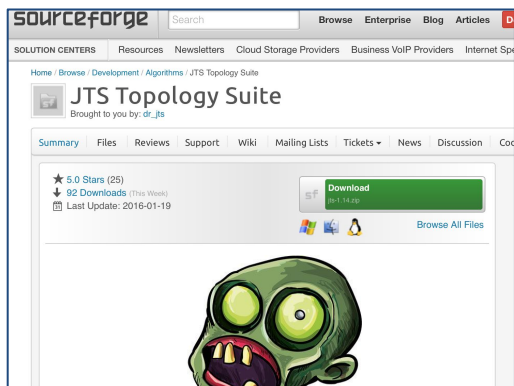 sourceforge Search Browse Enterprise Blog Articles
SOLUTION CENTERS Resources Newsletters Cloud Storage Providers Business VoIP Providers Internet Spe
Home / Browse / Development / Algorithms / JTS Topology Suite
JTS Topology Suite
Brought to you by: dr_jts
Summary Files Reviews Support Wiki Mailing Lists Tickets News Discussion Coc
5.0 Stars (25)
92 Downloads (This Week)
Last Update: 2016-01-19
sf Download
jts-1.14.zip
Browse All Files